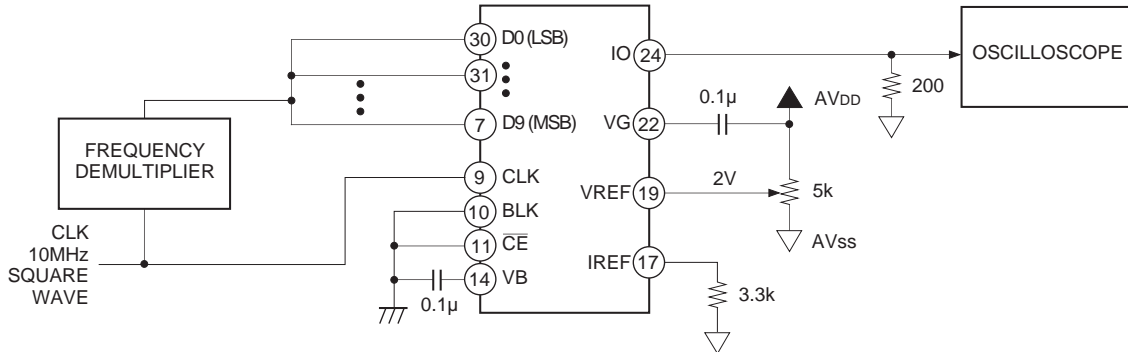 30 D0 (LSB)
31
7 D9 (MSB)
9 CLK
10 BLK
11 C̅E̅
14 VB
0.1µ
FREQUENCY
DEMULTIPLIER
CLK
10MHz
SQUARE
WAVE
IO 24
VG 22
VREF 19
IREF 17
0.1µ
AVDD
200
2V
5k
AVss
3.3k
OSCILLOSCOPE